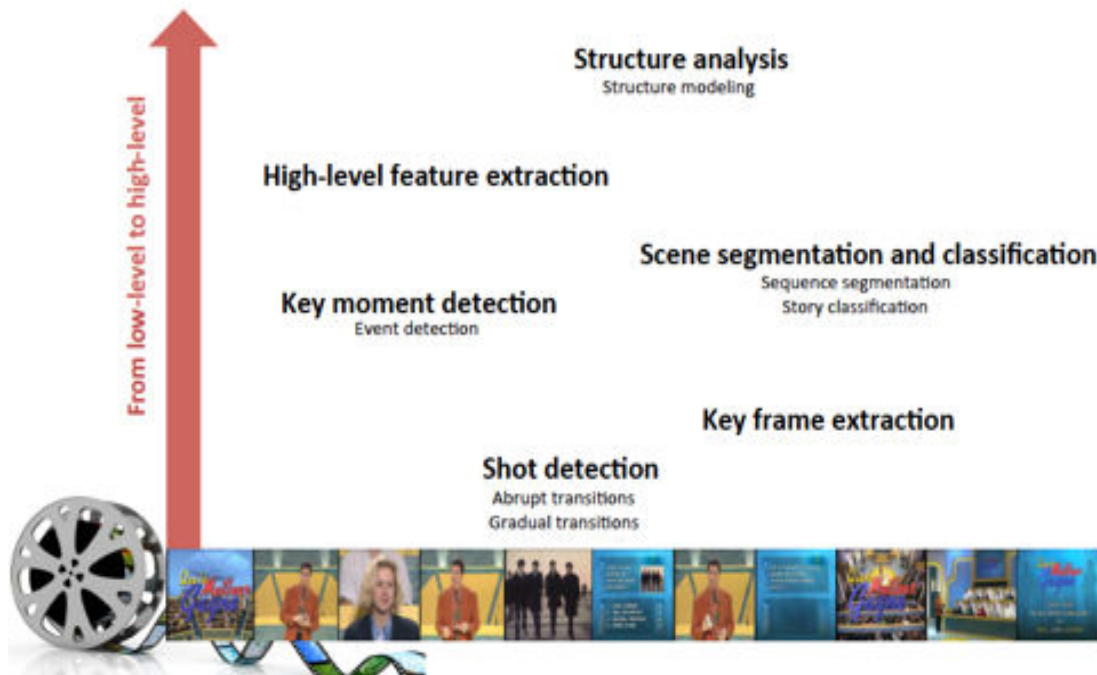 From low-level to high-level
Structure analysis
Structure modeling
High-level feature extraction
Scene segmentation and classification
Sequence segmentation
Story classification
Key moment detection
Event detection
Key frame extraction
Shot detection
Abrupt transitions
Gradual transitions